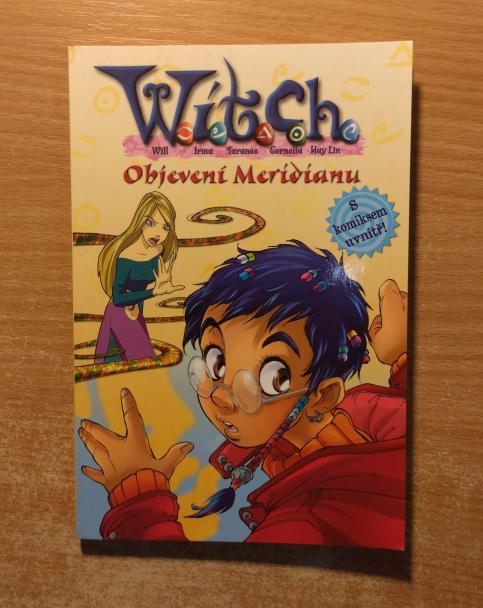 W.i.t.c.h.
Will Irma Taranee Cornelia Hay Lin
Objevení Meridianu
S
komiksem
uvnitř!